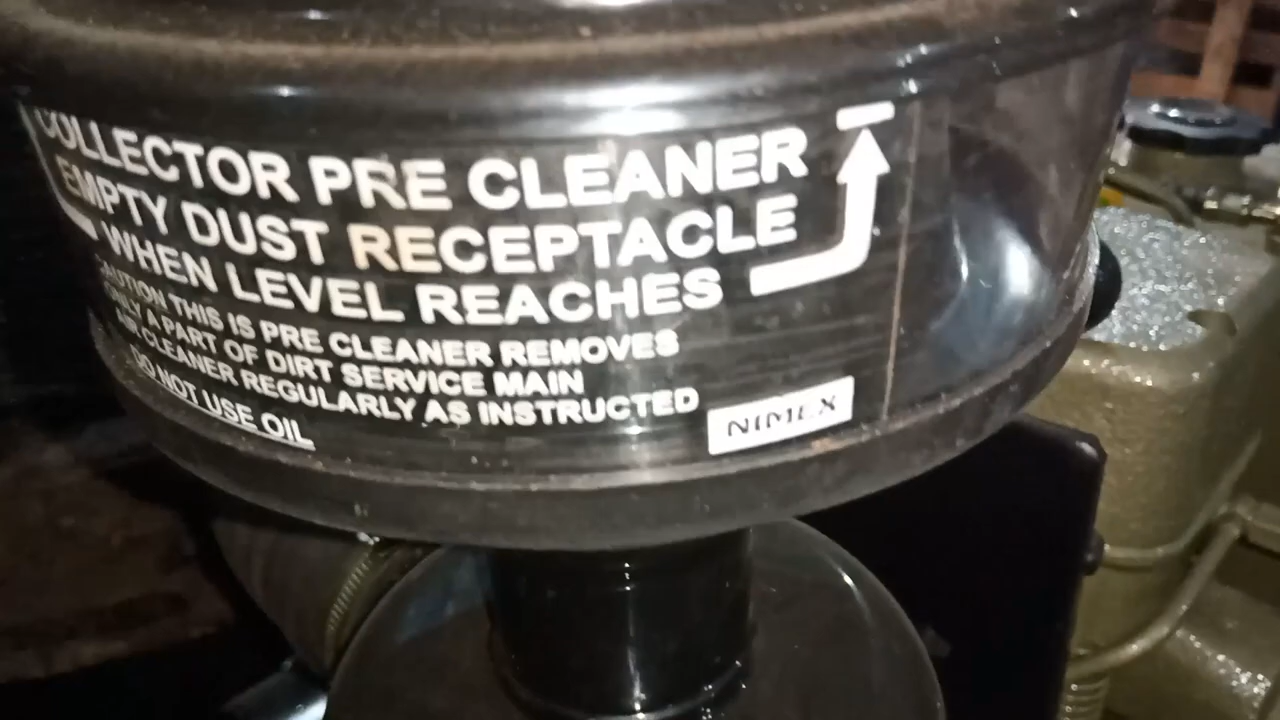 COLLECTOR PRE CLEANER
EMPTY DUST RECEPTACLE
WHEN LEVEL REACHES
CAUTION THIS IS PRE CLEANER REMOVES
ONLY A PART OF DIRT SERVICE MAIN
AIR CLEANER REGULARLY AS INSTRUCTED
DO NOT USE OIL
NIMEX